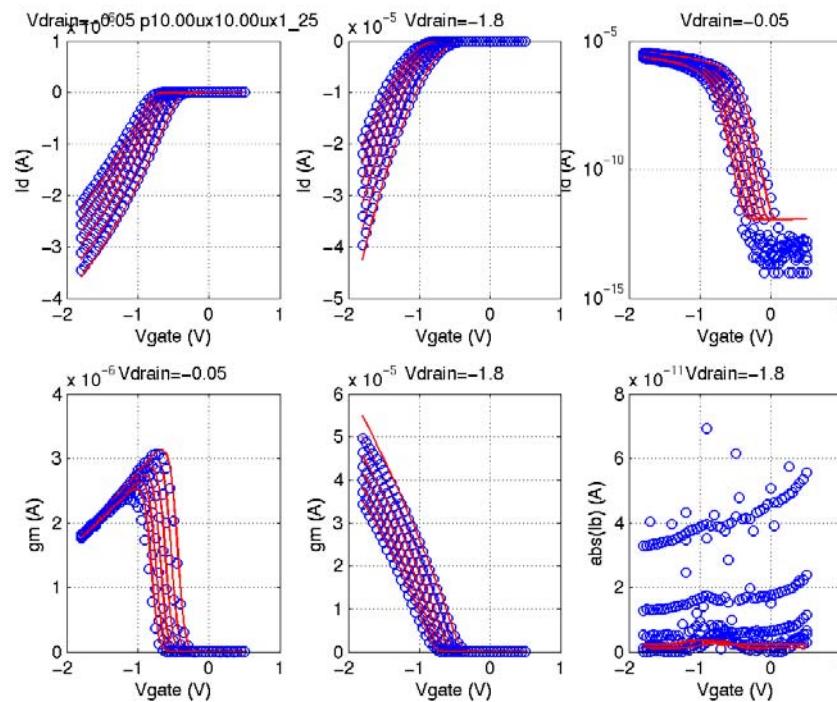 Vdrain=−0.05 p10.00ux10.00ux1_25
x 10
0
−1
−2
−3
−4
−2 −1 0 1
Id (A)
Vgate (V)
x 10−5 Vdrain=−1.8
0
−1
−2
−3
−4
−5
−2 −1 0 1
Id (A)
Vgate (V)
Vdrain=−0.05
10−5
10−10
10−15
−2 −1 0 1
Id (A)
Vgate (V)
x 10−6 Vdrain=−0.05
4
3
2
1
0
−2 −1 0 1
gm (A)
Vgate (V)
x 10−5 Vdrain=−1.8
6
5
4
3
2
1
0
−2 −1 0 1
gm (A)
Vgate (V)
x 10−11 Vdrain=−1.8
8
6
4
2
0
−2 −1 0 1
abs(Ib) (A)
Vgate (V)